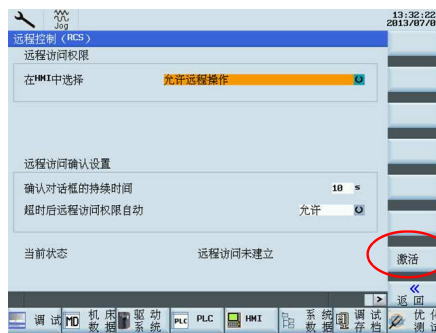 Jog
13:32:22
2013/07/0
远程控制（RCS）
远程访问权限
在HMI中选择 允许远程操作
远程访问确认设置
确认对话框的持续时间 10 s
超时后远程访问权限自动 允许
当前状态 远程访问未建立
激活
返 回
调 试 MD 机 床 数 据 驱 动 系 统 PLC PLC HMI 系 统 数 据 调 试 存 档 优 化